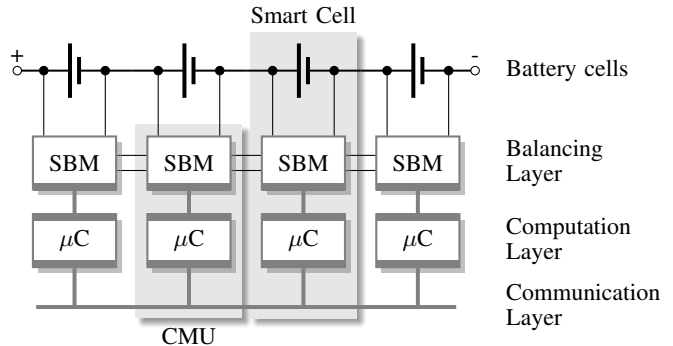 Smart Cell
+
-
Battery cells
SBM SBM SBM SBM
Balancing
Layer
μC μC μC μC
Computation
Layer
Communication
Layer
CMU